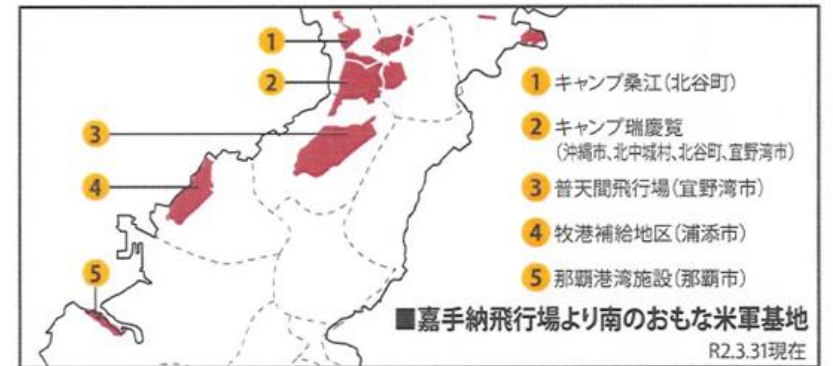 1
2
3
4
5
1 キャンプ桑江(北谷町)
2 キャンプ瑞慶覧
(沖縄市、北中城村、北谷町、宜野湾市)
3 普天間飛行場(宜野湾市)
4 牧港補給地区(浦添市)
5 那覇港湾施設(那覇市)
■嘉手納飛行場より南のおもな米軍基地
R2.3.31現在